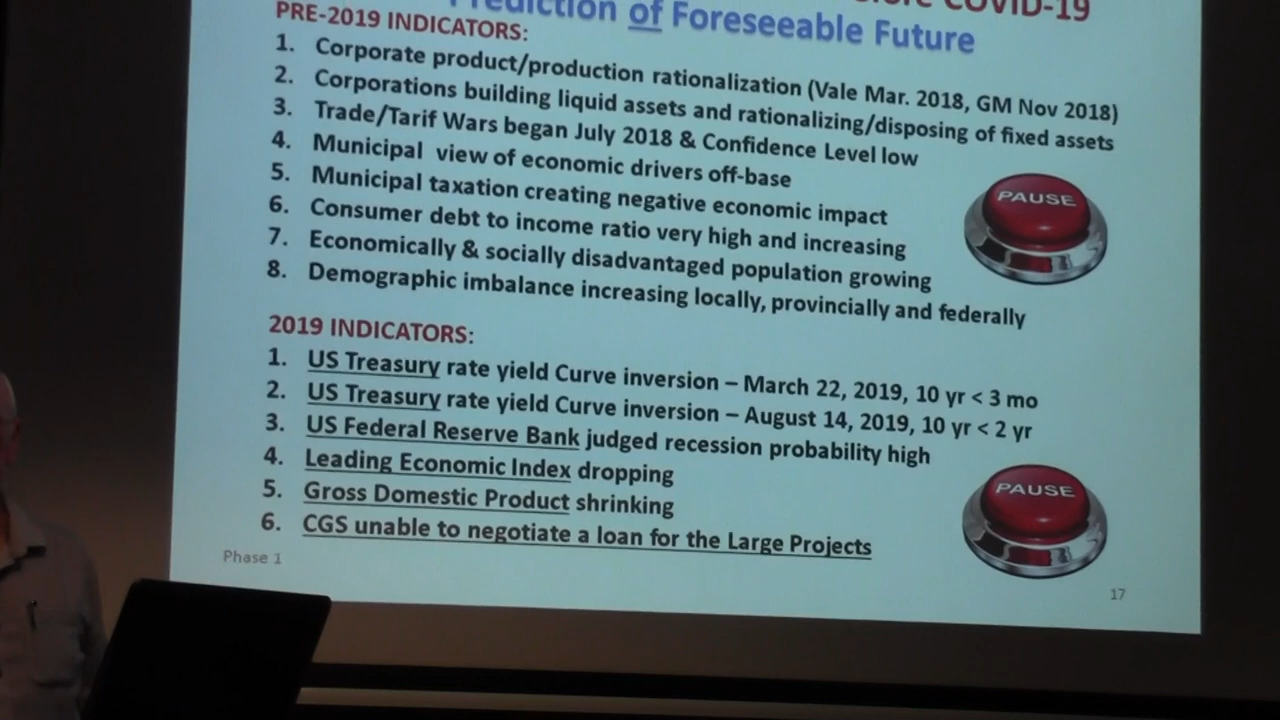 COVID-19
Prediction of Foreseeable Future
PRE-2019 INDICATORS:
1. Corporate product/production rationalization (Vale Mar. 2018, GM Nov 2018)
2. Corporations building liquid assets and rationalizing/disposing of fixed assets
3. Trade/Tarif Wars began July 2018 & Confidence Level low
4. Municipal view of economic drivers off-base
5. Municipal taxation creating negative economic impact
6. Consumer debt to income ratio very high and increasing
7. Economically & socially disadvantaged population growing
8. Demographic imbalance increasing locally, provincially and federally
PAUSE
2019 INDICATORS:
1. US Treasury rate yield Curve inversion – March 22, 2019, 10 yr < 3 mo
2. US Treasury rate yield Curve inversion – August 14, 2019, 10 yr < 2 yr
3. US Federal Reserve Bank judged recession probability high
4. Leading Economic Index dropping
5. Gross Domestic Product shrinking
6. CGS unable to negotiate a loan for the Large Projects
PAUSE
Phase 1
17